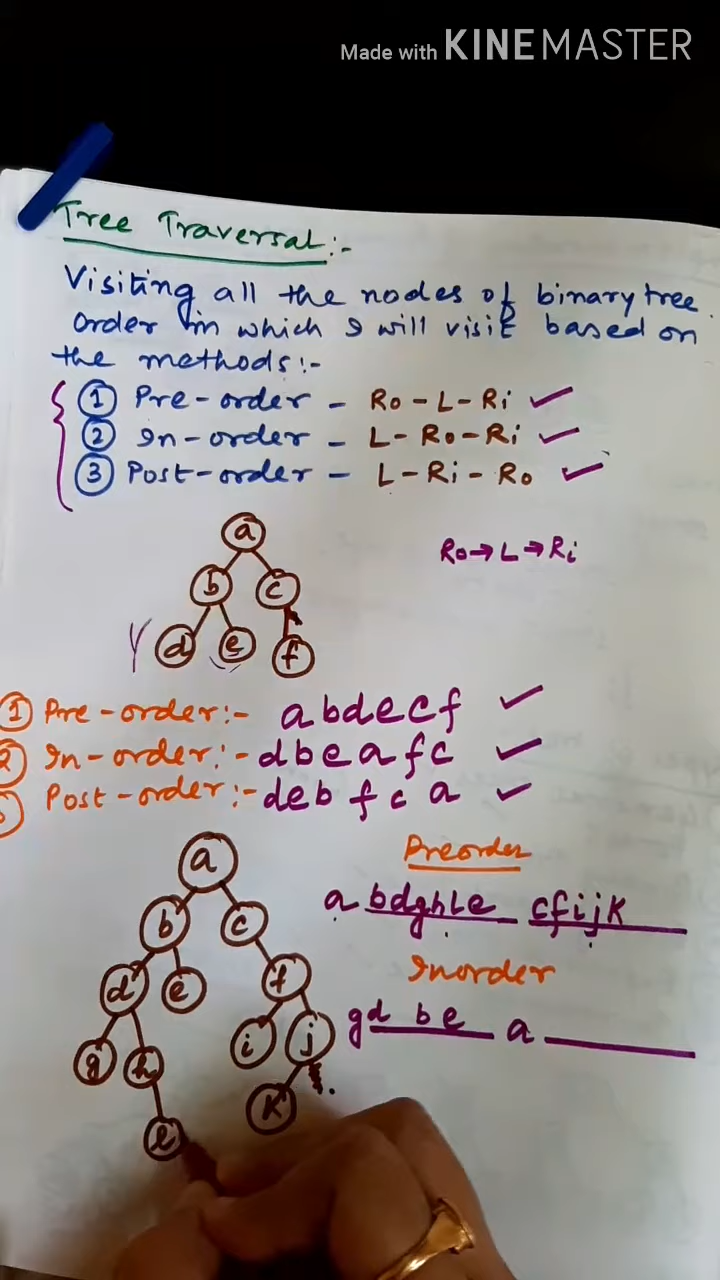 Made with KINEMASTER
Tree Traversal:-
Visiting all the nodes of binary tree.
Order in which I will visit based on
the methods:-
① Pre-order - Ro-L-Ri ✓
② In-order - L-Ro-Ri ✓
③ Post-order - L-Ri-Ro ✓
Ro→L→Ri
a
b c
d e f
① Pre-order:- abdecf ✓
② In-order:- dbeafc ✓
Post-order:- debfca ✓
a
b c
d e f
g h i j
l k
Preorder
a bdghle cfijk
Inorder
gd be a